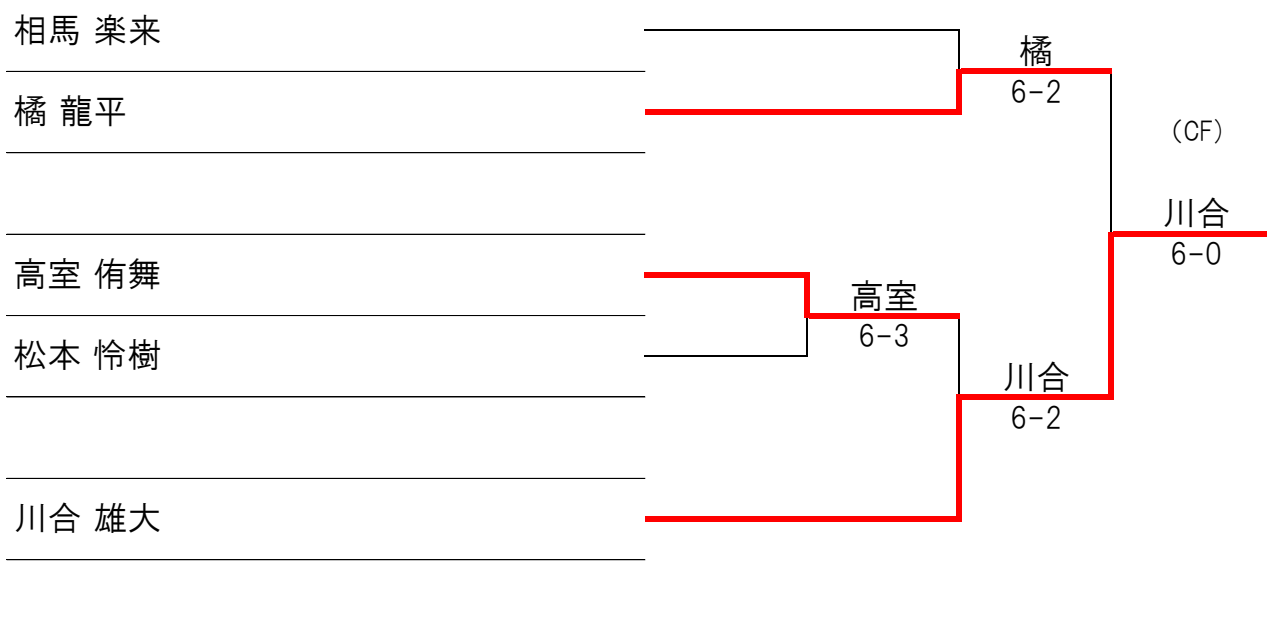 相馬 楽来
橘 龍平
高室 侑舞
松本 怜樹
川合 雄大
高室
6-3
橘
6-2
川合
6-2
（CF）
川合
6-0